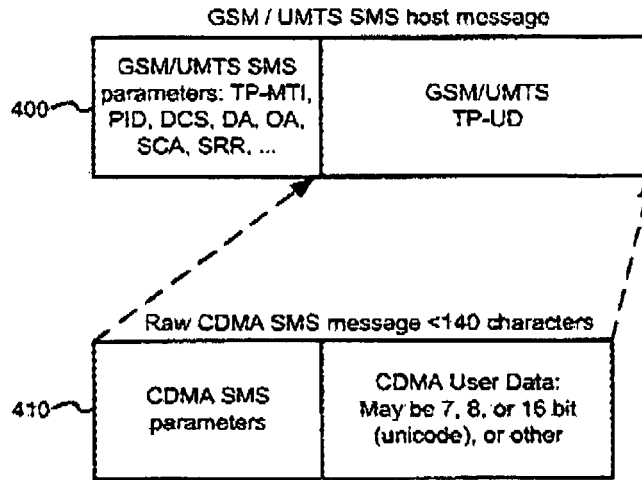 GSM / UMTS SMS host message
GSM/UMTS SMS
parameters: TP-MTI,
PID, DCS, DA, OA,
SCA, SRR, ...
GSM/UMTS
TP-UD
400
Raw CDMA SMS message <140 characters
CDMA SMS
parameters
CDMA User Data:
May be 7, 8, or 16 bit
(unicode), or other
410